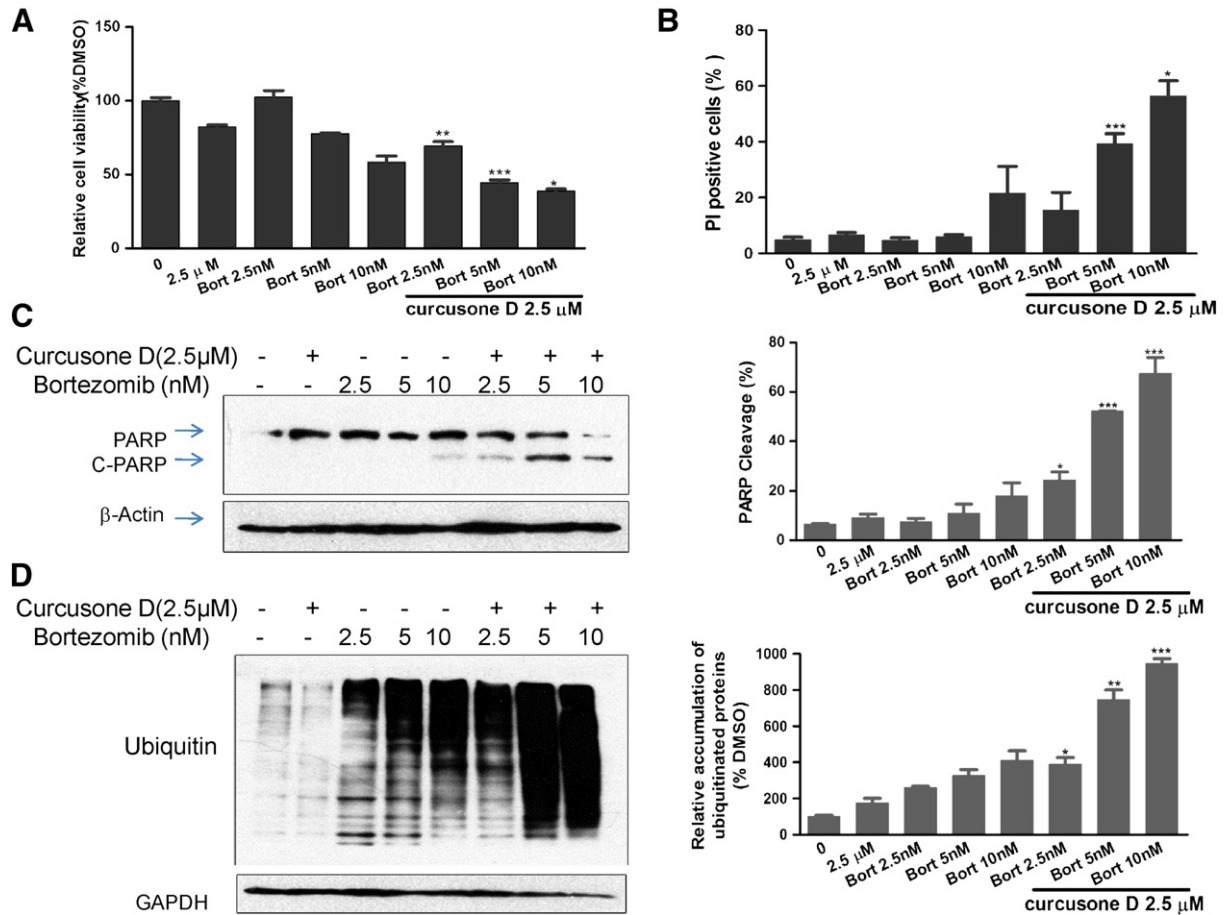 A
Relative cell viability(%DMSO)
150
100
50
0
0
2.5 μ M
Bort 2.5nM
Bort 5nM
Bort 10nM
Bort 2.5nM
Bort 5nM
Bort 10nM
**
***
*
curcusone D 2.5 μM
B
PI positive cells (% )
80
60
40
20
0
0
2.5 μ M
Bort 2.5nM
Bort 5nM
Bort 10nM
Bort 2.5nM
Bort 5nM
Bort 10nM
***
*
curcusone D 2.5 μM
C
Curcusone D(2.5µM) - + - - - + + +
Bortezomib (nM) - - 2.5 5 10 2.5 5 10
PARP
C-PARP
β-Actin
PARP Cleavage (%)
80
60
40
20
0
0
2.5 μM
Bort 2.5nM
Bort 5nM
Bort 10nM
Bort 2.5nM
Bort 5nM
Bort 10nM
*
***
***
curcusone D 2.5 μM
D
Curcusone D(2.5µM) - + - - - + + +
Bortezomib (nM) - - 2.5 5 10 2.5 5 10
Ubiquitin
GAPDH
Relative accumulation of
ubiquitinated proteins
(% DMSO)
1000
800
600
400
200
0
0
2.5 μM
Bort 2.5nM
Bort 5nM
Bort 10nM
Bort 2.5nM
Bort 5nM
Bort 10nM
*
**
***
curcusone D 2.5 μM